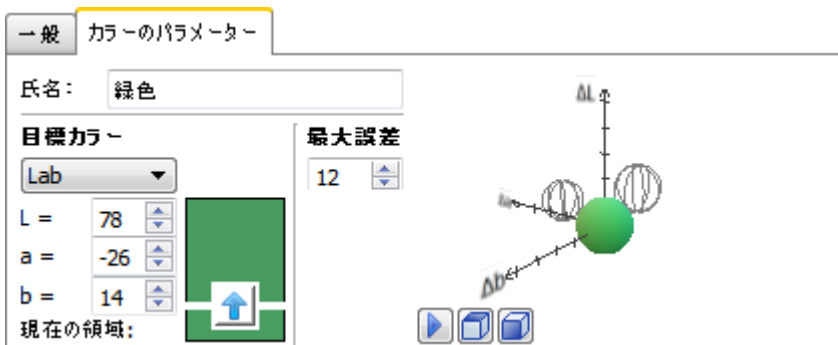 一般 カラーのパラメーター
氏名: 緑色
目標カラー 最大誤差
Lab 12
L = 78
a = -26
b = 14
現在の領域:
ΔL
Δb